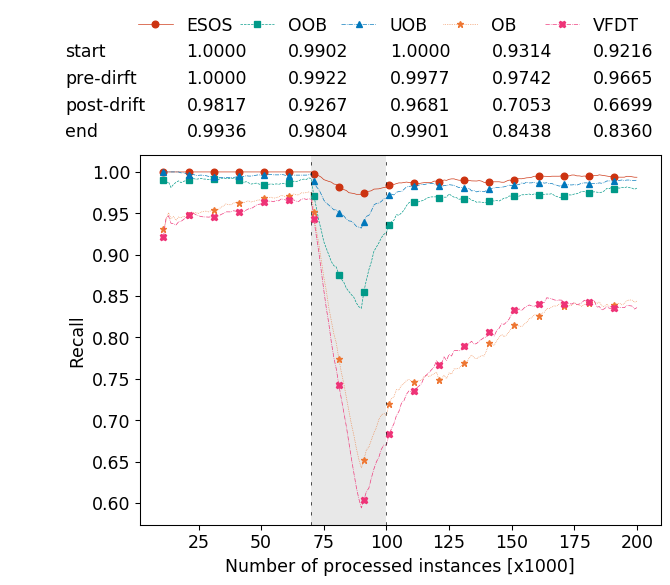 ESOS OOB UOB OB VFDT
start 1.0000 0.9902 1.0000 0.9314 0.9216
pre-dirft 1.0000 0.9922 0.9977 0.9742 0.9665
post-drift 0.9817 0.9267 0.9681 0.7053 0.6699
end 0.9936 0.9804 0.9901 0.8438 0.8360
1.00
0.95
0.90
0.85
0.80
0.75
0.70
0.65
0.60
Recall
25 50 75 100 125 150 175 200
Number of processed instances [x1000]